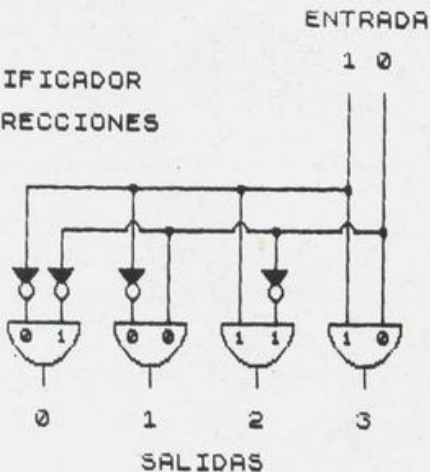 ENTRADA
1 0
IFICADOR
RECCIONES
0 1 0 0 1 1 1 0
0 1 2 3
SALIDAS